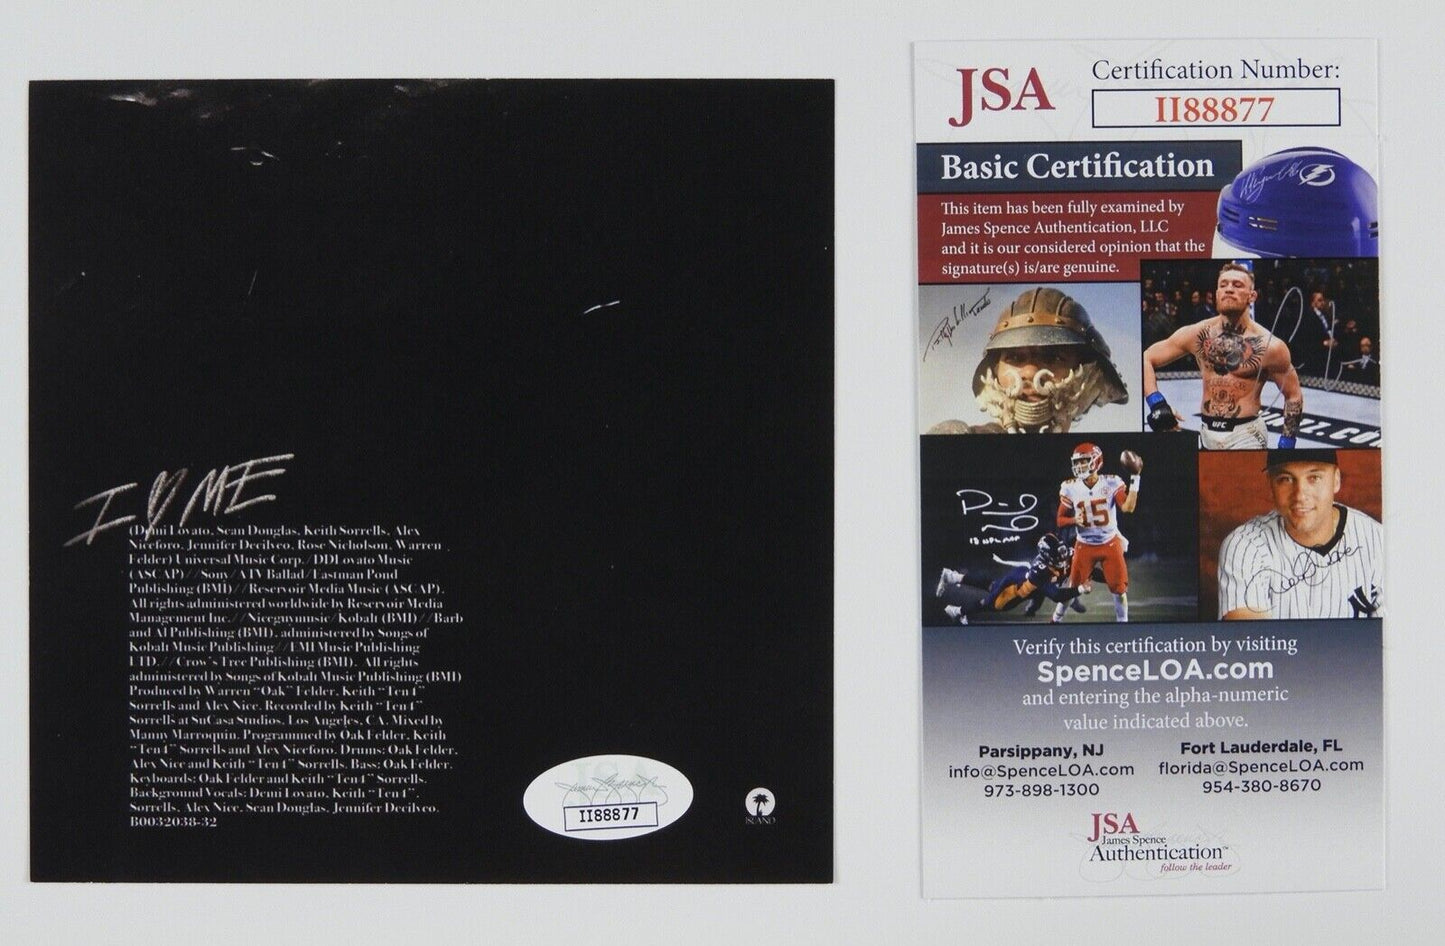 I ♡ ME
(Demi Lovato, Sean Douglas, Keith Sorrells, Alex
Niceforo, Jennifer Decilveo, Rose Nicholson, Warren
Felder) Universal Music Corp./DDLovato Music
(ASCAP)//Sony/ATV Ballad/Eastman Pond
Publishing (BMI)//Reservoir Media Music (ASCAP).
All rights administered worldwide by Reservoir Media
Management Inc.//Niceguymusic/Kobalt (BMI)//Barb
and Al Publishing (BMI), administered by Songs of
Kobalt Music Publishing//EMI Music Publishing
LTD.//Crow's Tree Publishing (BMI). All rights
administered by Songs of Kobalt Music Publishing (BMI)
Produced by Warren "Oak" Felder, Keith "Ten4"
Sorrells and Alex Nice. Recorded by Keith "Ten4"
Sorrells at SuCasa Studios, Los Angeles, CA. Mixed by
Manny Marroquin. Programmed by Oak Felder, Keith
"Ten4" Sorrells and Alex Niceforo. Drums: Oak Felder,
Alex Nice and Keith "Ten4" Sorrells. Bass: Oak Felder.
Keyboards: Oak Felder and Keith "Ten4" Sorrells.
Background Vocals: Demi Lovato, Keith "Ten4"
Sorrells, Alex Nice, Sean Douglas, Jennifer Decilveo.
B0032038-32
JSA
II88877
ISLAND
JSA
Certification Number:
II88877
Basic Certification
This item has been fully examined by
James Spence Authentication, LLC
and it is our considered opinion that the
signature(s) is/are genuine.
UFC
15
Verify this certification by visiting
SpenceLOA.com
and entering the alpha-numeric
value indicated above.
Parsippany, NJ
info@SpenceLOA.com
973-898-1300
Fort Lauderdale, FL
florida@SpenceLOA.com
954-380-8670
JSA
James Spence
Authentication™
follow the leader